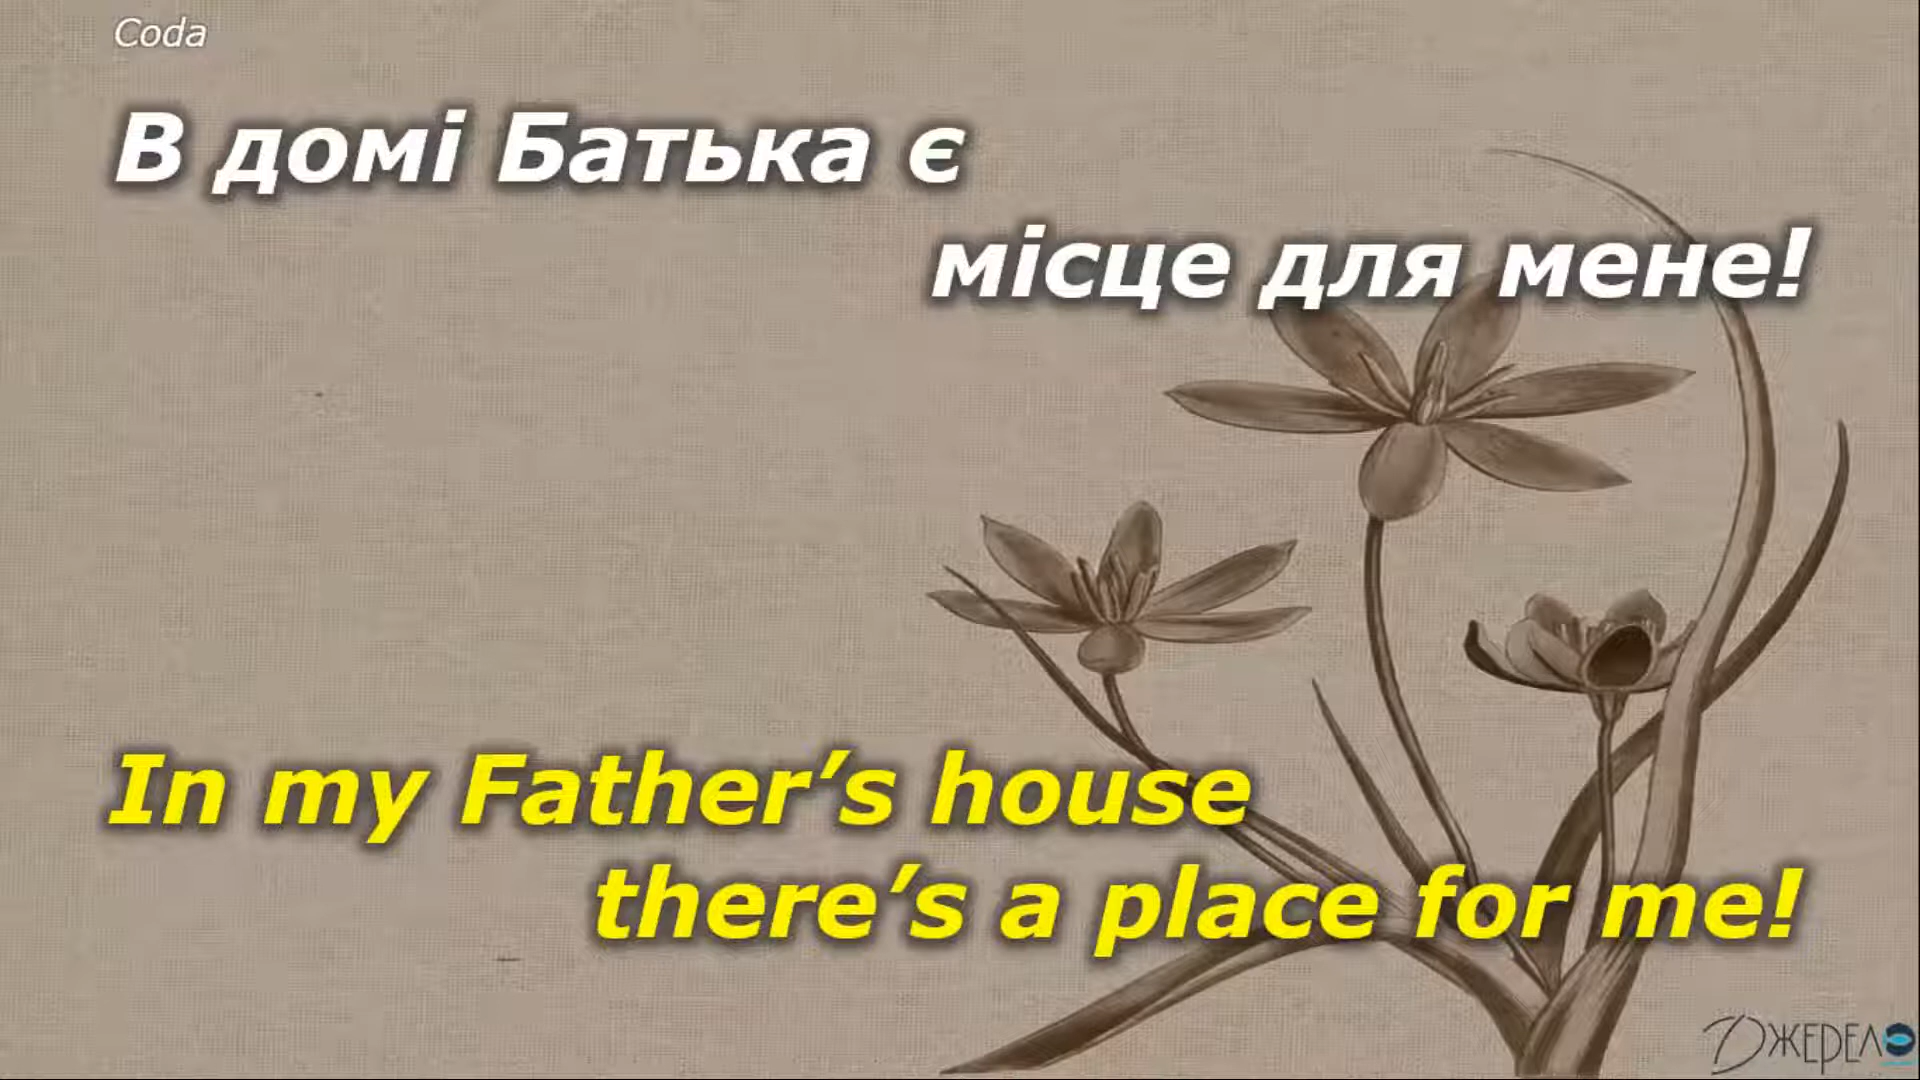 Coda
В домі Батька є
місце для мене!
In my Father’s house
there’s a place for me!
ДЖЕРЕЛО